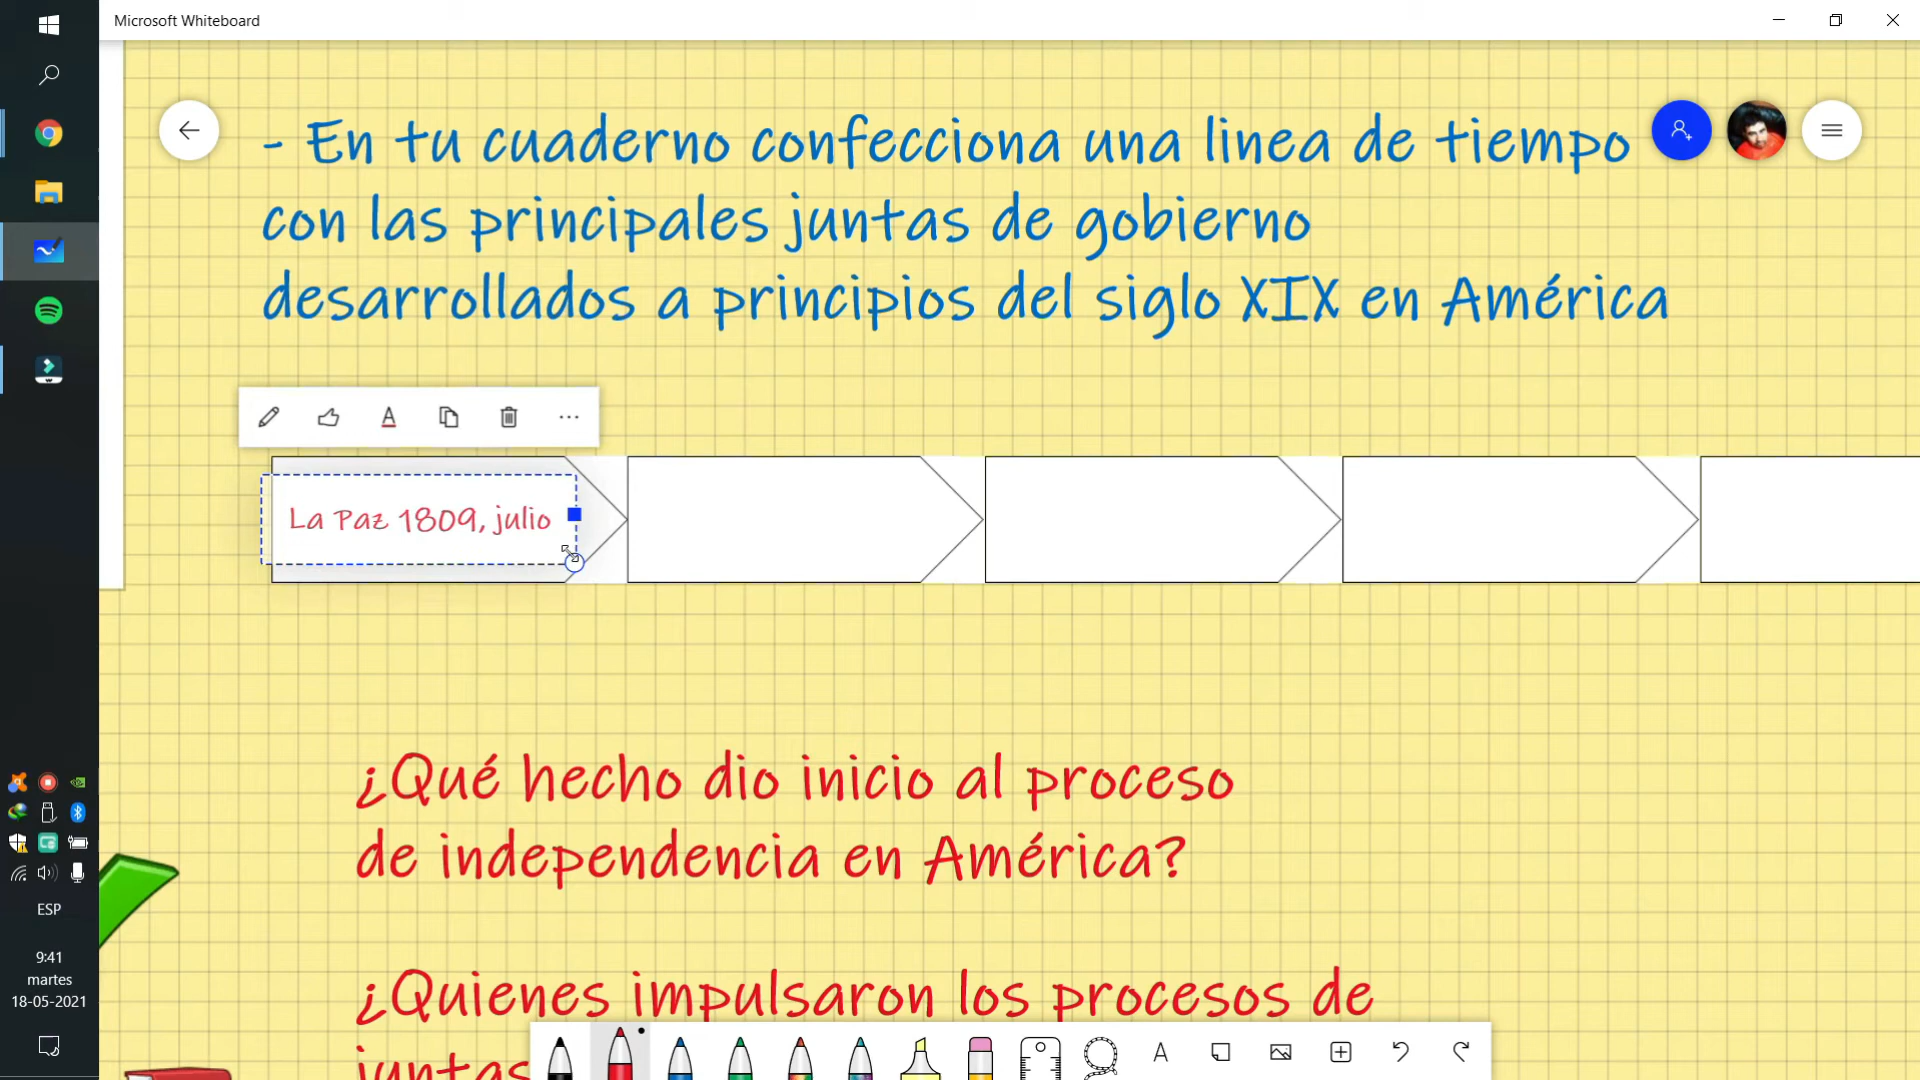 Microsoft Whiteboard
- En tu cuaderno confecciona una linea de tiempo
con las principales juntas de gobierno
desarrollados a principios del siglo XIX en América
La Paz 1809, julio
¿Qué hecho dio inicio al proceso
de independencia en América?
¿Quienes impulsaron los procesos de
juntas
ESP
9:41
martes
18-05-2021